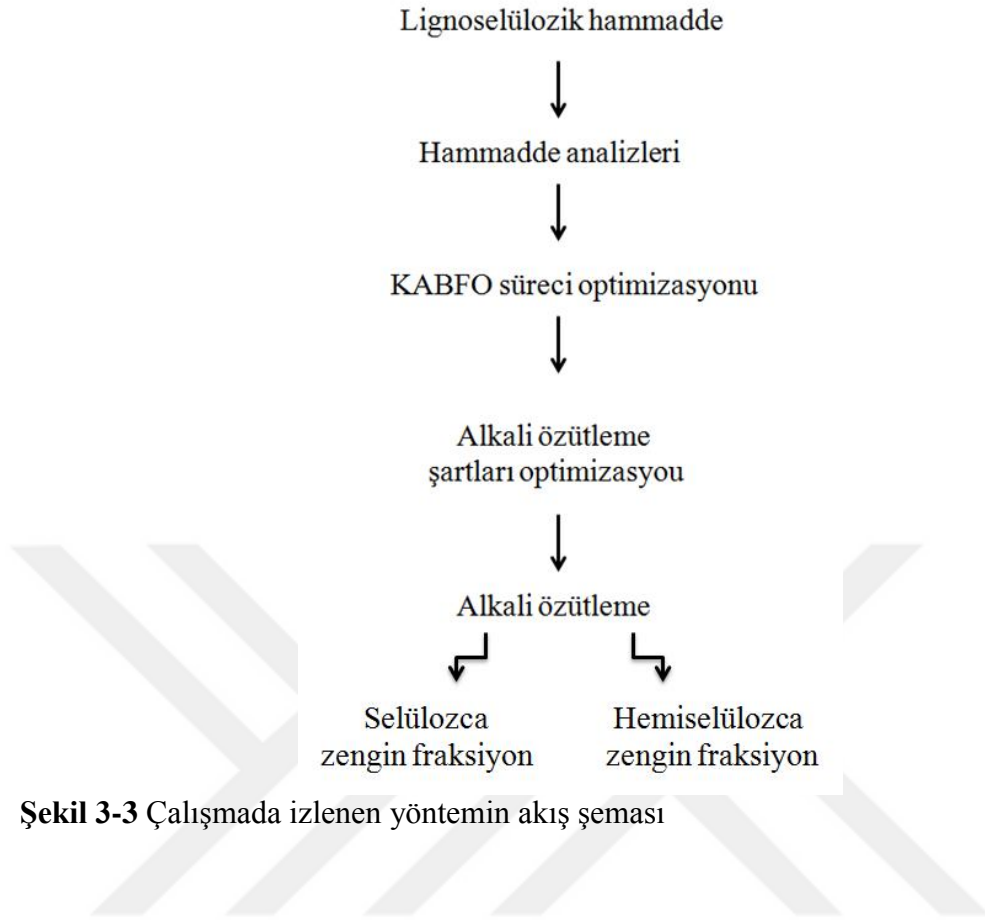 Lignoselülozik hammadde
Hammadde analizleri
KABFO süreci optimizasyonu
Alkali özütleme
şartları optimizasyou
Alkali özütleme
Selülozca
zengin fraksiyon
Hemiselülozca
zengin fraksiyon
Şekil 3-3 Çalışmada izlenen yöntemin akış şeması